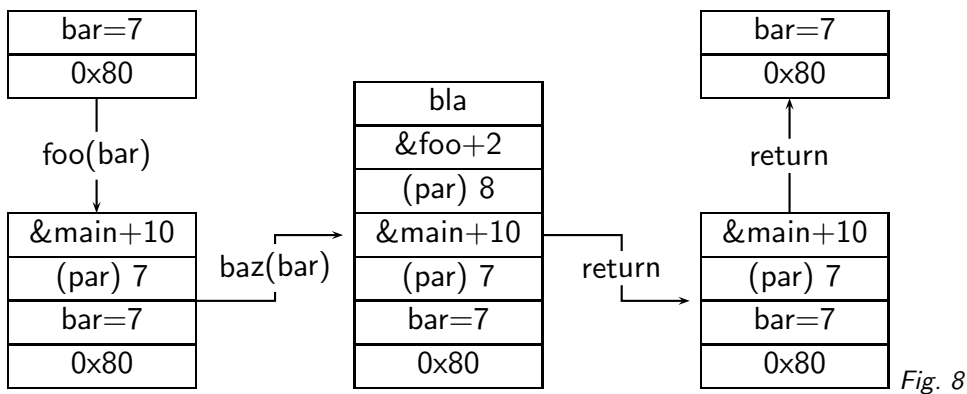 bar=7
0x80
foo(bar)
&main+10
(par) 7
bar=7
0x80
baz(bar)
bla
&foo+2
(par) 8
&main+10
(par) 7
bar=7
0x80
return
bar=7
0x80
return
&main+10
(par) 7
bar=7
0x80
Fig. 8